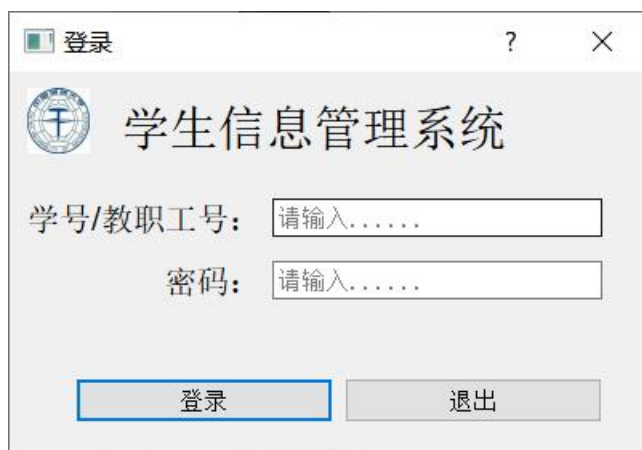 登录
?
学生信息管理系统
学号/教职工号： 请输入......
密码： 请输入......
登录 退出